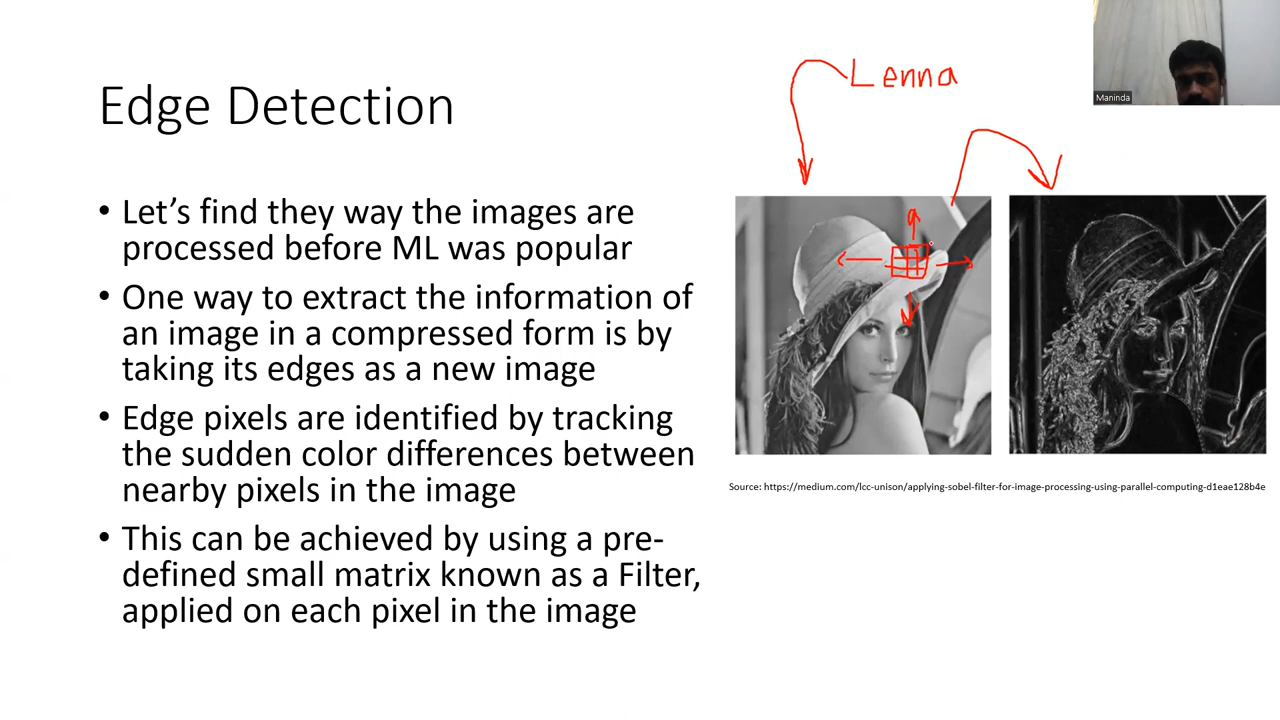 Edge Detection
• Let’s find they way the images are
processed before ML was popular
• One way to extract the information of
an image in a compressed form is by
taking its edges as a new image
• Edge pixels are identified by tracking
the sudden color differences between
nearby pixels in the image
• This can be achieved by using a pre-
defined small matrix known as a Filter,
applied on each pixel in the image
Lenna
Maninda
Source: https://medium.com/lcc-unison/applying-sobel-filter-for-image-processing-using-parallel-computing-d1eae128b4e